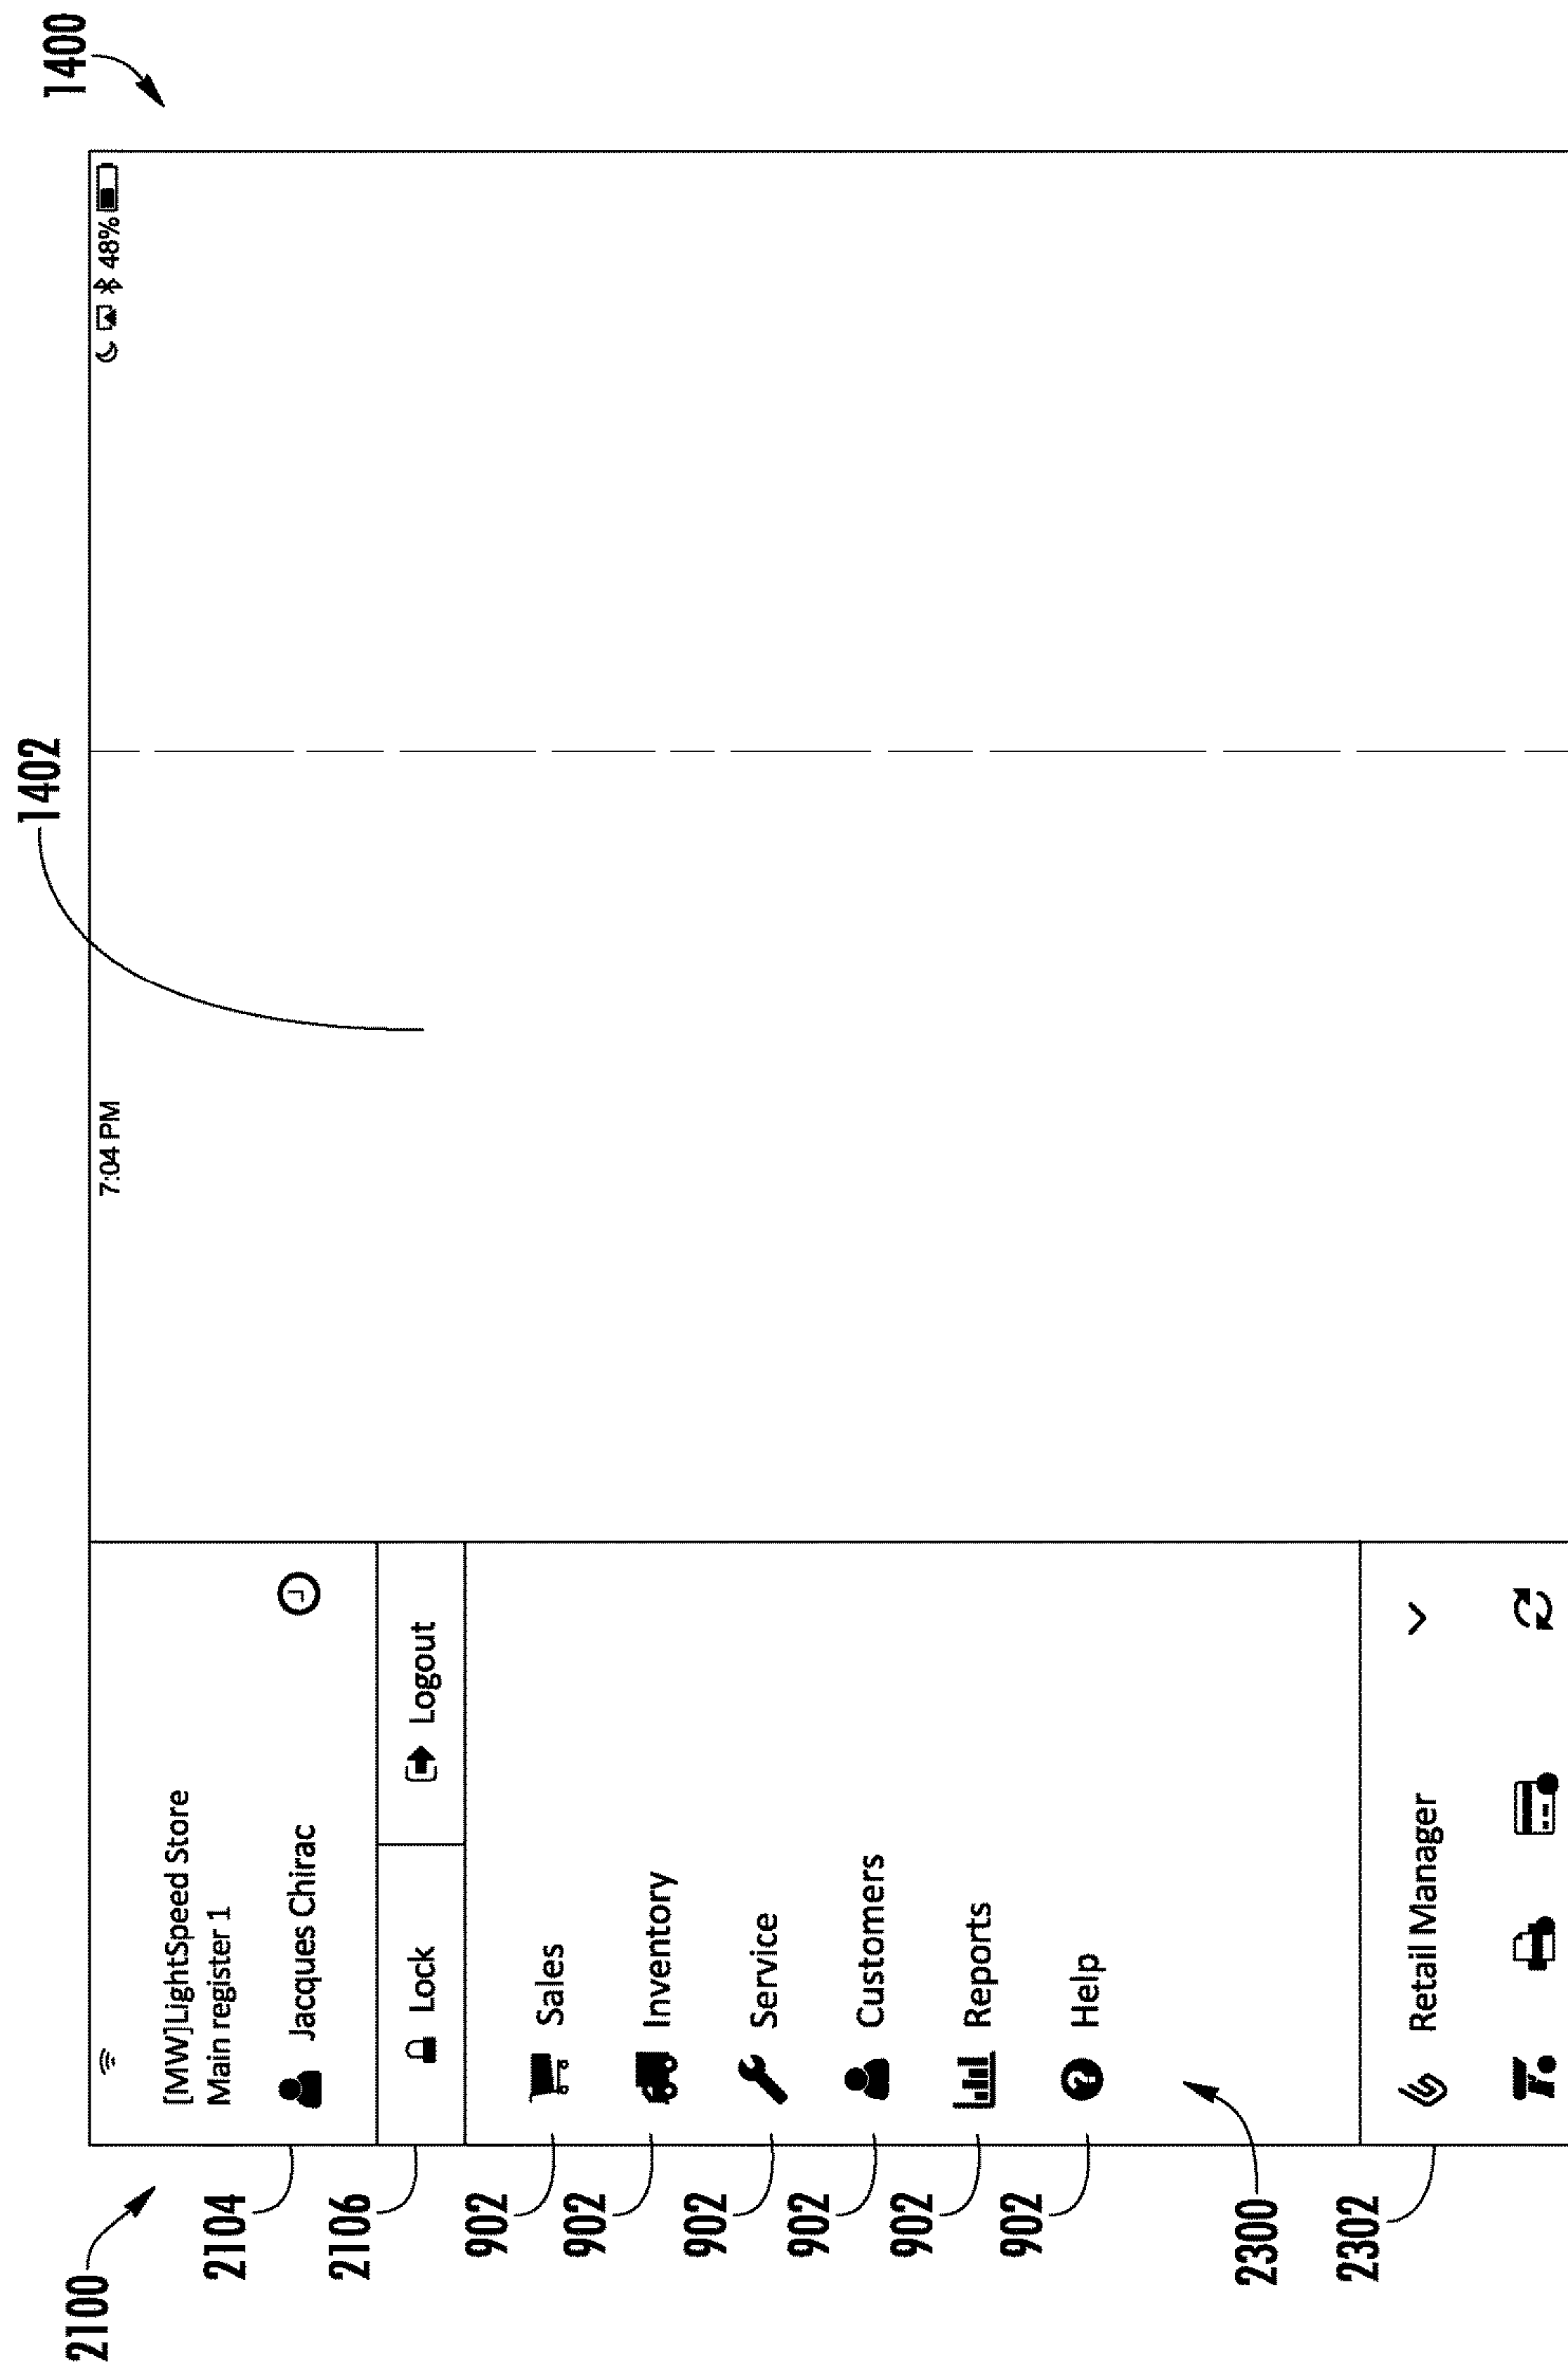 1400
1402
2100
7:04 PM
48%
[MW]LightSpeed Store
Main register 1
2104
Jacques Chirac
2106
Lock
Logout
902
Sales
902
Inventory
902
Service
902
Customers
902
Reports
902
Help
2300
2302
Retail Manager